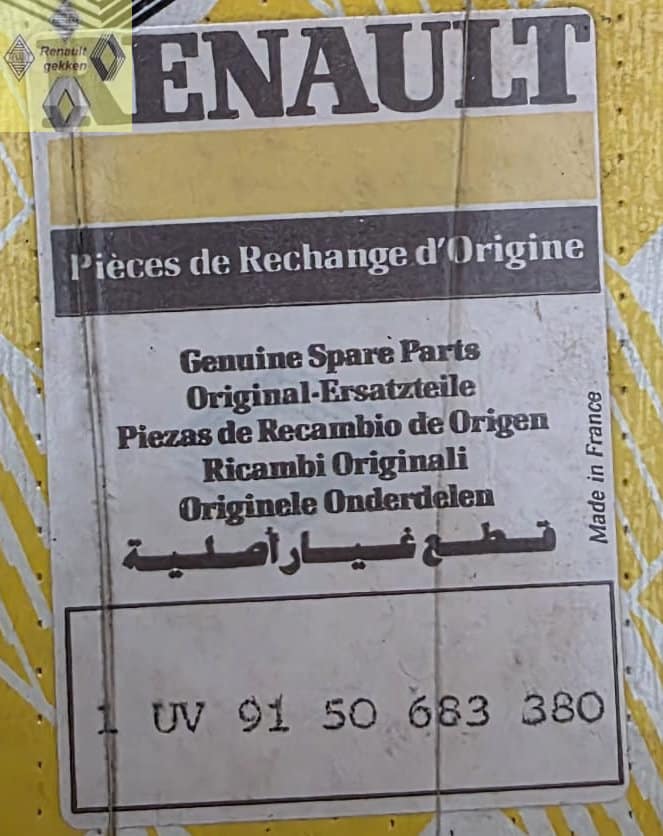 Renault
gekken
RENAULT
Pièces de Rechange d'Origine
Genuine Spare Parts
Original-Ersatzteile
Piezas de Recambio de Origen
Ricambi Originali
Originele Onderdelen
قطع غيار أصلية
Made in France
1 UV 91 50 683 380